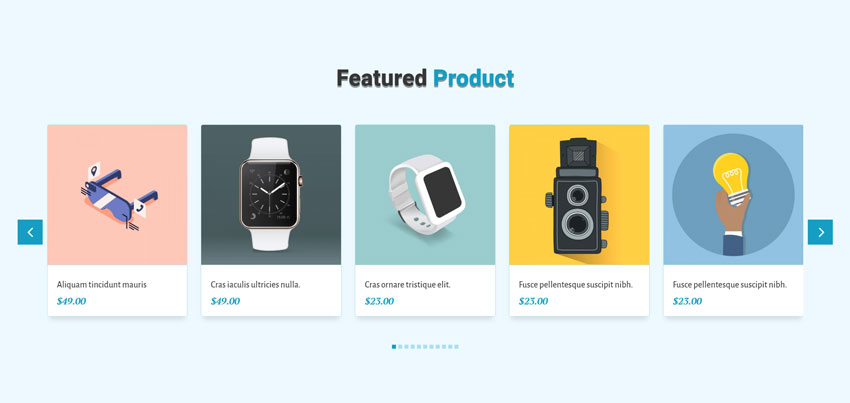 Featured Product
Aliquam tincidunt mauris
$49.00
Cras iaculis ultricies nulla.
$49.00
Cras ornare tristique elit.
$23.00
Fusce pellentesque suscipit nibh.
$23.00
Fusce pellentesque suscipit nibh.
$23.00